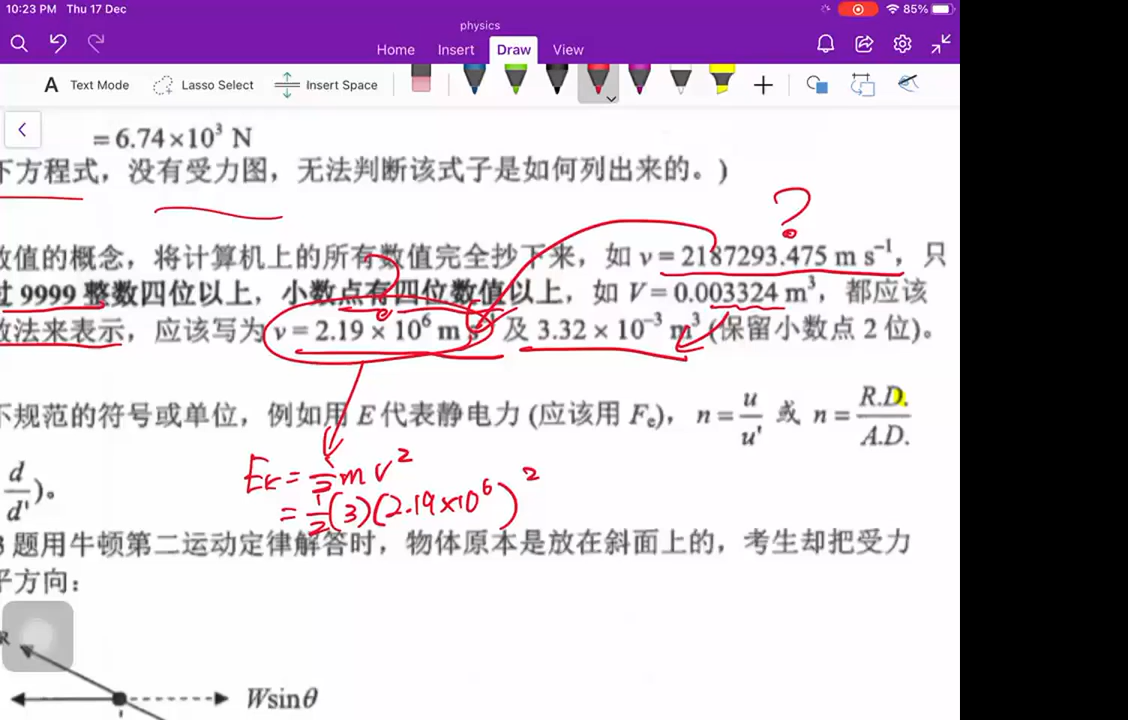 10:23 PM Thu 17 Dec
85%
physics
Home Insert Draw View
A Text Mode Lasso Select Insert Space
= 6.74×10³ N
下方程式，没有受力图，无法判断该式子是如何列出来的。)
?
数值的概念，将计算机上的所有数值完全抄下来，如 v = 2187293.475 m s⁻¹，只
过 9999 整数四位以上，小数点有四位数值以上，如 V = 0.003324 m³，都应该
数法来表示，应该写为 v = 2.19 × 10⁶ m s⁻¹ 及 3.32 × 10⁻³ m³ (保留小数点 2 位)。
不规范的符号或单位，例如用 E 代表静电力 (应该用 Fₑ)，n = u/u' 或 n = R.D./A.D.
d/d')。
Eₖ = ½ m v²
= ½ (3) (2.19×10⁶)²
题用牛顿第二运动定律解答时，物体原本是放在斜面上的，考生却把受力
平方向：
R
Wsinθ